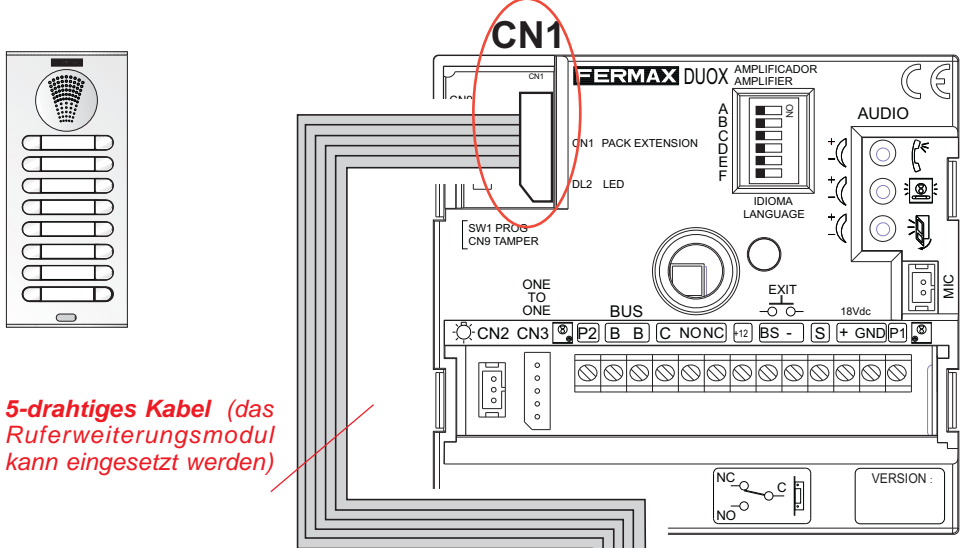 CN1
CN1
FERMAX DUOX AMPLIFICADOR
AMPLIFIER
A
B
C
D
E
F
NO
IDIOMA
LANGUAGE
AUDIO
+
-
+
-
+
-
CN1 PACK EXTENSION
DL2 LED
SW1 PROG
CN9 TAMPER
MIC
ONE
TO
ONE
BUS
EXIT
18Vdc
CN2 CN3 P2 B B C NO NC +12 BS - S + GND P1
5-drahtiges Kabel (das
Ruferweiterungsmodul
kann eingesetzt werden)
NC
C
NO
VERSION :